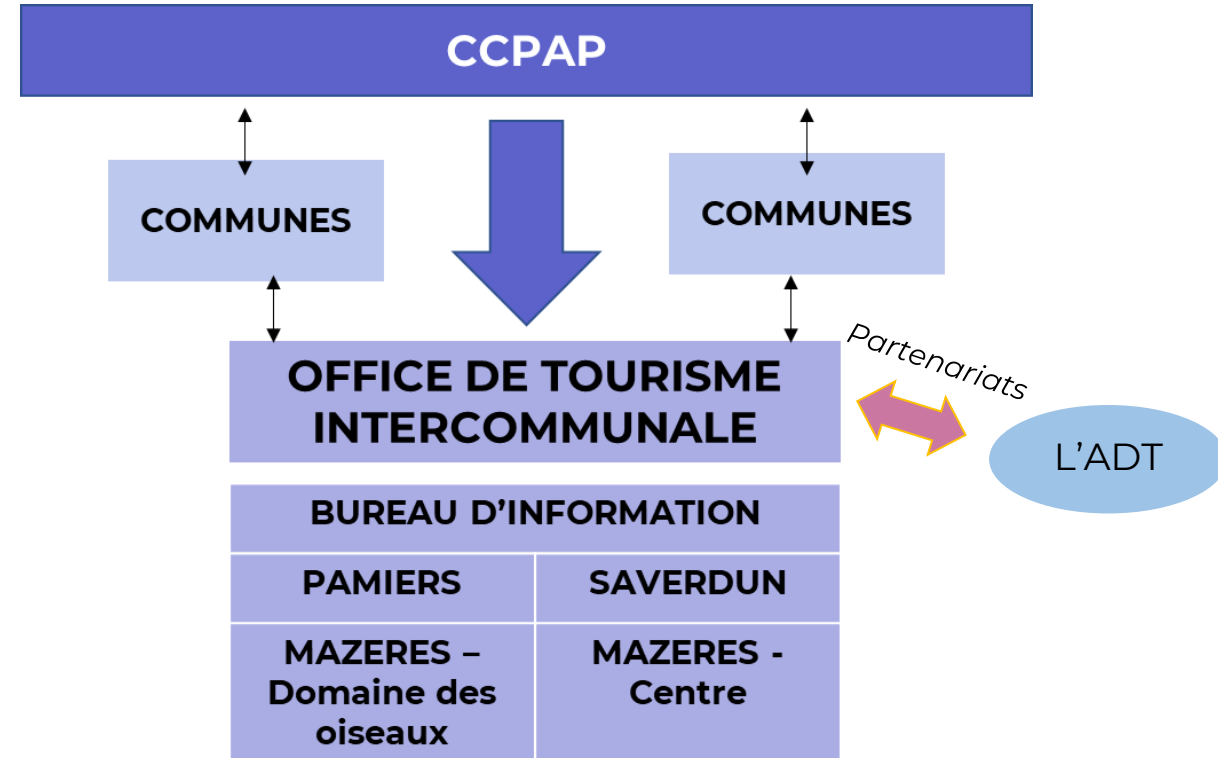 CCPAP
COMMUNES
COMMUNES
OFFICE DE TOURISME
INTERCOMMUNALE
Partenariats
L’ADT
BUREAU D’INFORMATION
PAMIERS
SAVERDUN
MAZERES –
Domaine des
oiseaux
MAZERES -
Centre